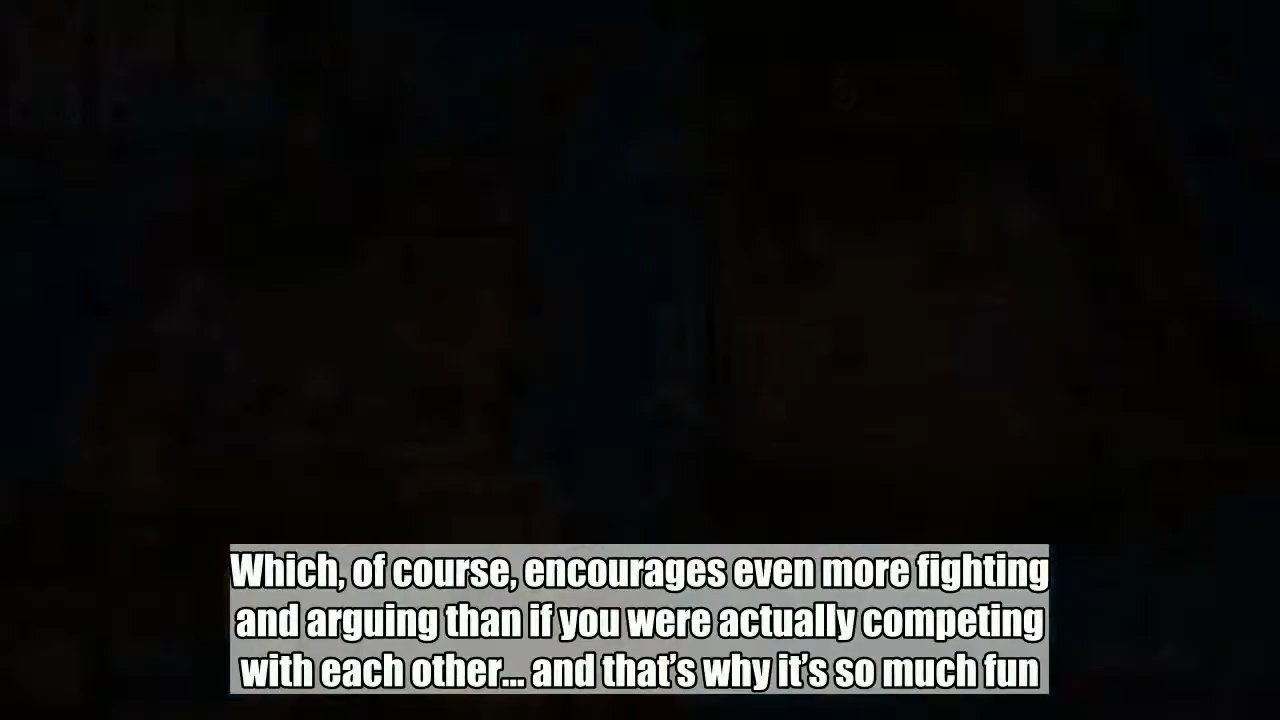 Which, of course, encourages even more fighting
and arguing than if you were actually competing
with each other... and that's why it's so much fun